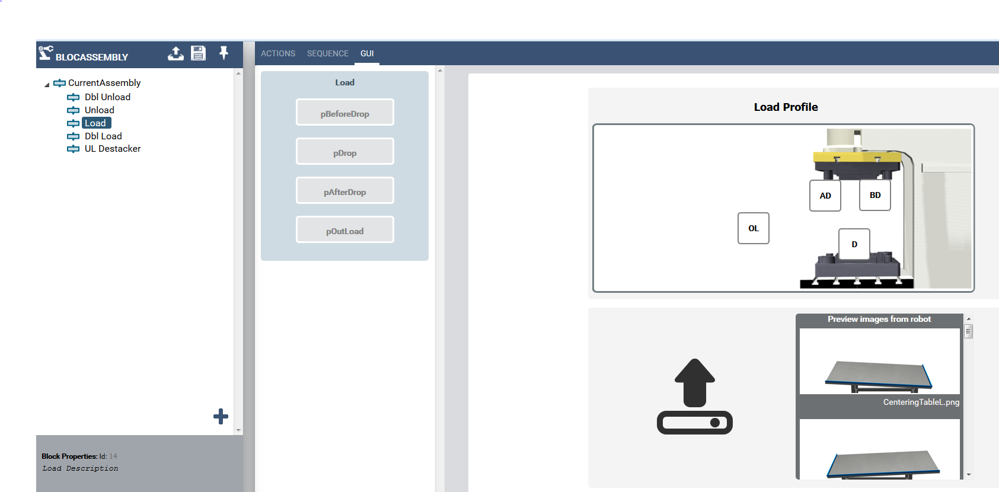 BLOCASSEMBLY
CurrentAssembly
Dbl Unload
Unload
Load
Dbl Load
UL Destacker
Block Properties: Id: 14
Load Description
ACTIONS SEQUENCE GUI
Load
pBeforeDrop
pDrop
pAfterDrop
pOutLoad
Load Profile
AD BD
OL
D
Preview images from robot
CenteringTableL.png